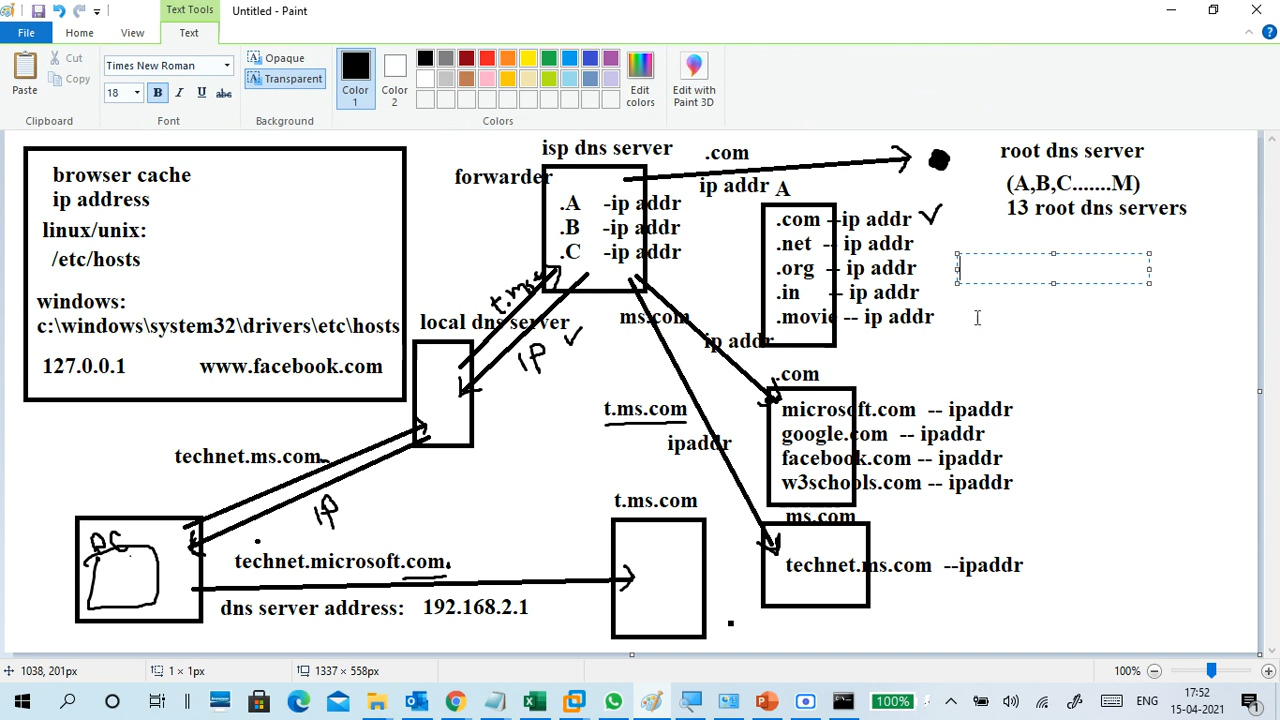 Text Tools
Untitled - Paint
File
Home
View
Text
Paste
Cut
Copy
Clipboard
Times New Roman
18
B
I
U
abc
Font
Opaque
Transparent
Background
Color 1
Color 2
Edit colors
Colors
Edit with Paint 3D
browser cache
ip address
linux/unix:
/etc/hosts
windows:
c:\windows\system32\drivers\etc\hosts
127.0.0.1 www.facebook.com
isp dns server
forwarder
.A -ip addr
.B -ip addr
.C -ip addr
.com
ip addr
root dns server
(A,B,C.......M)
13 root dns servers
A
.com --ip addr
.net -- ip addr
.org -- ip addr
.in -- ip addr
.movie -- ip addr
t.ms
local dns server
IP
ms.com
ip addr
.com
microsoft.com -- ipaddr
google.com -- ipaddr
facebook.com -- ipaddr
w3schools.com -- ipaddr
t.ms.com
ipaddr
ms.com
technet.ms.com --ipaddr
technet.ms.com
IP
PC
technet.microsoft.com.
dns server address: 192.168.2.1
t.ms.com
1038, 201px
1 × 1px
1337 × 558px
100%
100%
ENG
17:52
15-04-2021
1